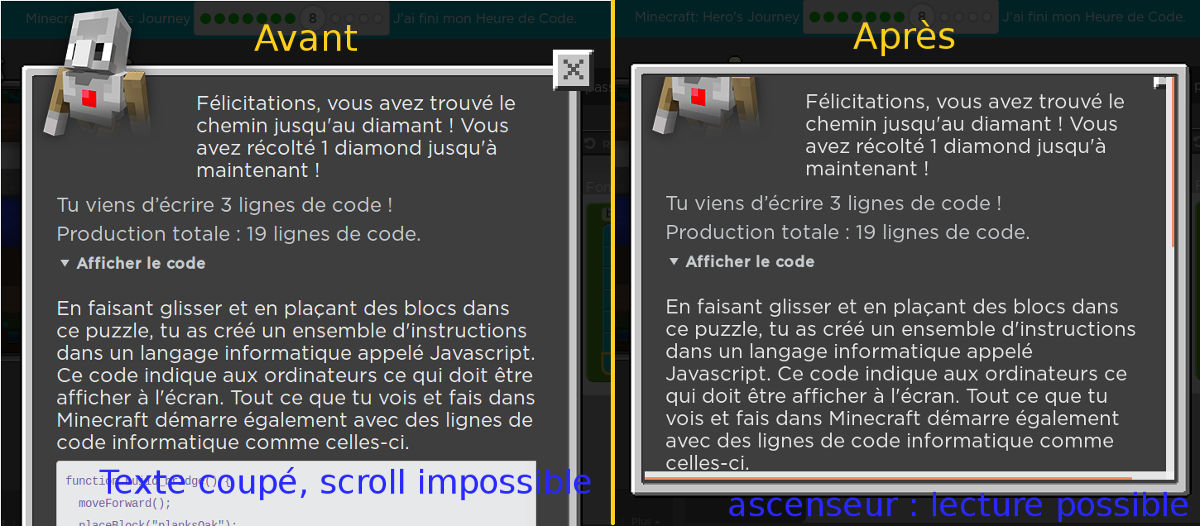 Minecraft: Hero's Journey
8
J'ai fini mon Heure de Code.
Avant
Félicitations, vous avez trouvé le
chemin jusqu'au diamant ! Vous
avez récolté 1 diamond jusqu'à
maintenant !
Tu viens d'écrire 3 lignes de code !
Production totale : 19 lignes de code.
▼ Afficher le code
En faisant glisser et en plaçant des blocs dans
ce puzzle, tu as créé un ensemble d'instructions
dans un langage informatique appelé Javascript.
Ce code indique aux ordinateurs ce qui doit être
afficher à l'écran. Tout ce que tu vois et fais dans
Minecraft démarre également avec des lignes de
code informatique comme celles-ci.
Texte coupé, scroll impossible
moveForward();
placeBlock("planksOak");
Minecraft: Hero's Journey
8
J'ai fini mon Heure de Code.
Après
Félicitations, vous avez trouvé le
chemin jusqu'au diamant ! Vous
avez récolté 1 diamond jusqu'à
maintenant !
Tu viens d'écrire 3 lignes de code !
Production totale : 19 lignes de code.
▼ Afficher le code
En faisant glisser et en plaçant des blocs dans
ce puzzle, tu as créé un ensemble d'instructions
dans un langage informatique appelé
Javascript. Ce code indique aux ordinateurs ce
qui doit être afficher à l'écran. Tout ce que tu
vois et fais dans Minecraft démarre également
avec des lignes de code informatique comme
celles-ci.
ascenseur : lecture possible
Plus